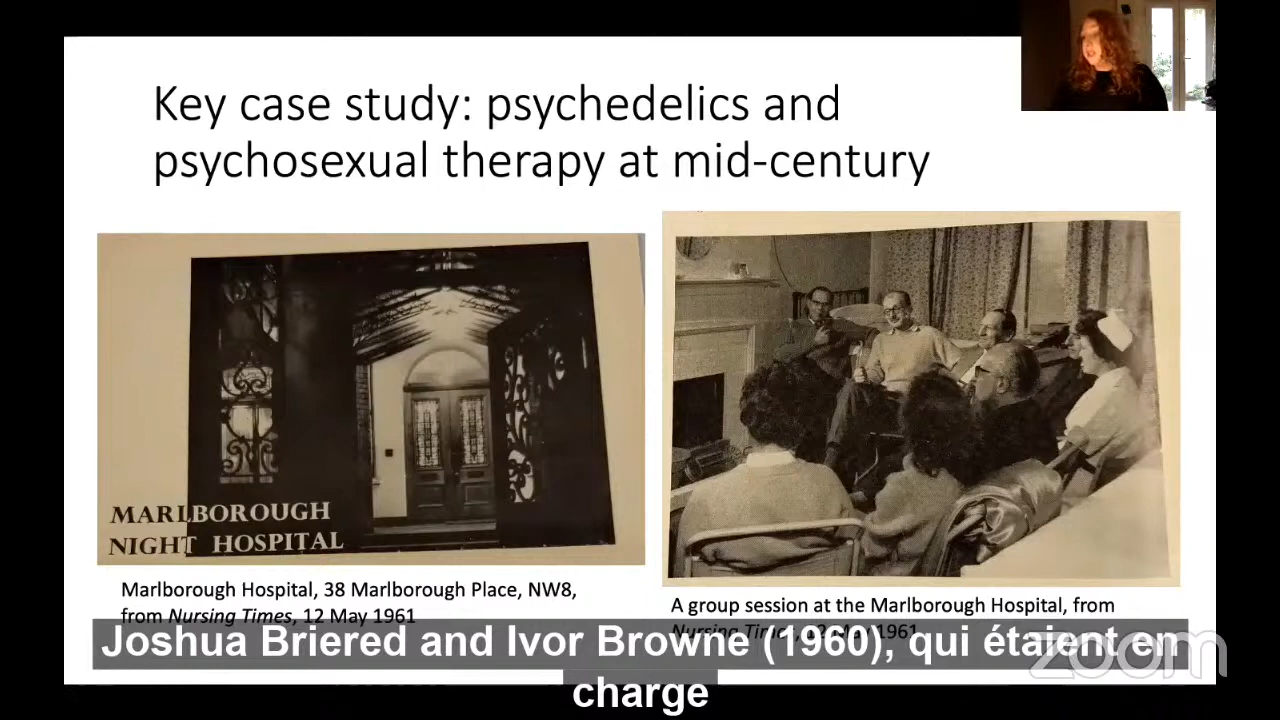 Key case study: psychedelics and
psychosexual therapy at mid-century
MARLBOROUGH
NIGHT HOSPITAL
Marlborough Hospital, 38 Marlborough Place, NW8,
from Nursing Times, 12 May 1961
A group session at the Marlborough Hospital, from
Nursing Times, 12 May 1961
Joshua Briered and Ivor Browne (1960), qui étaient en
charge
zoom